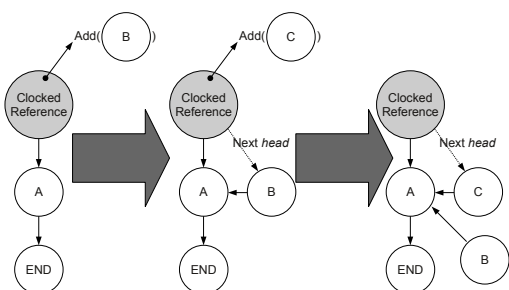 Add( B )
Clocked
Reference
A
END
Add( C )
Clocked
Reference
Next head
A
B
END
Clocked
Reference
Next head
A
C
B
END